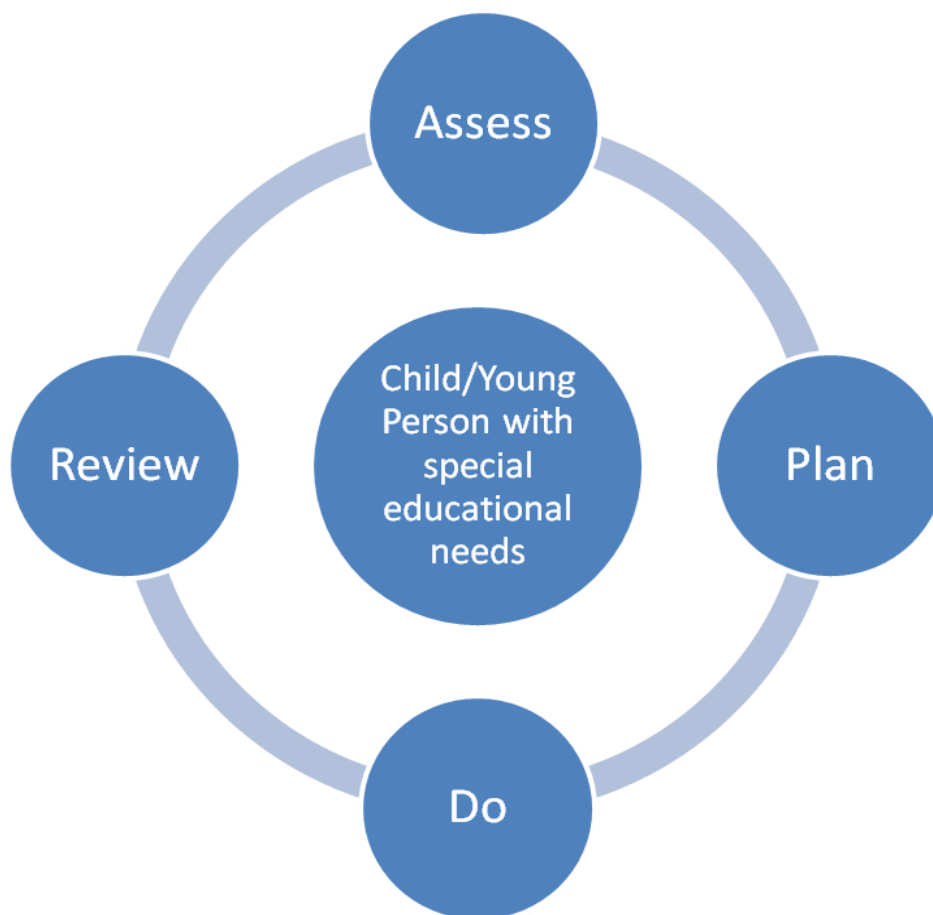 Assess
Child/Young
Person with
special
educational
needs
Review
Plan
Do